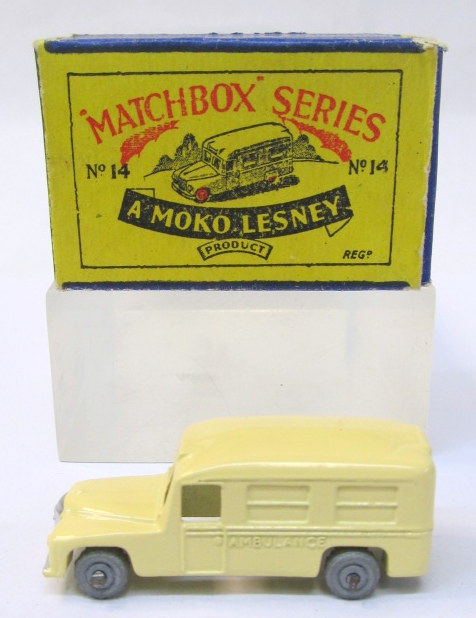 "MATCHBOX" SERIES
No 14 No 14
A MOKO LESNEY
PRODUCT
REGD
AMBULANCE